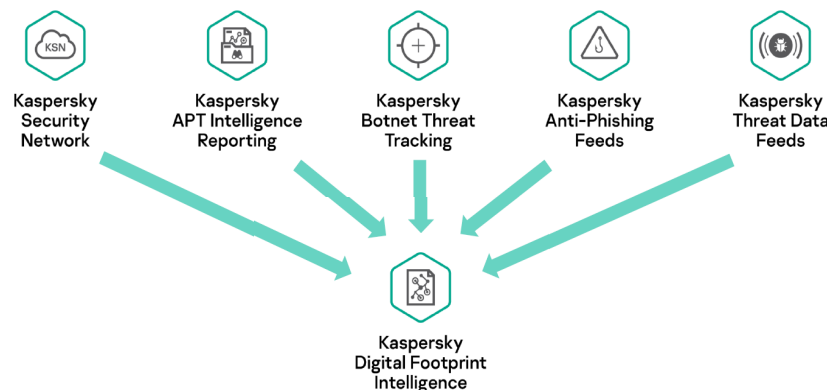 KSN
Kaspersky
Security
Network
Kaspersky
APT Intelligence
Reporting
Kaspersky
Botnet Threat
Tracking
Kaspersky
Anti-Phishing
Feeds
Kaspersky
Threat Data
Feeds
Kaspersky
Digital Footprint
Intelligence